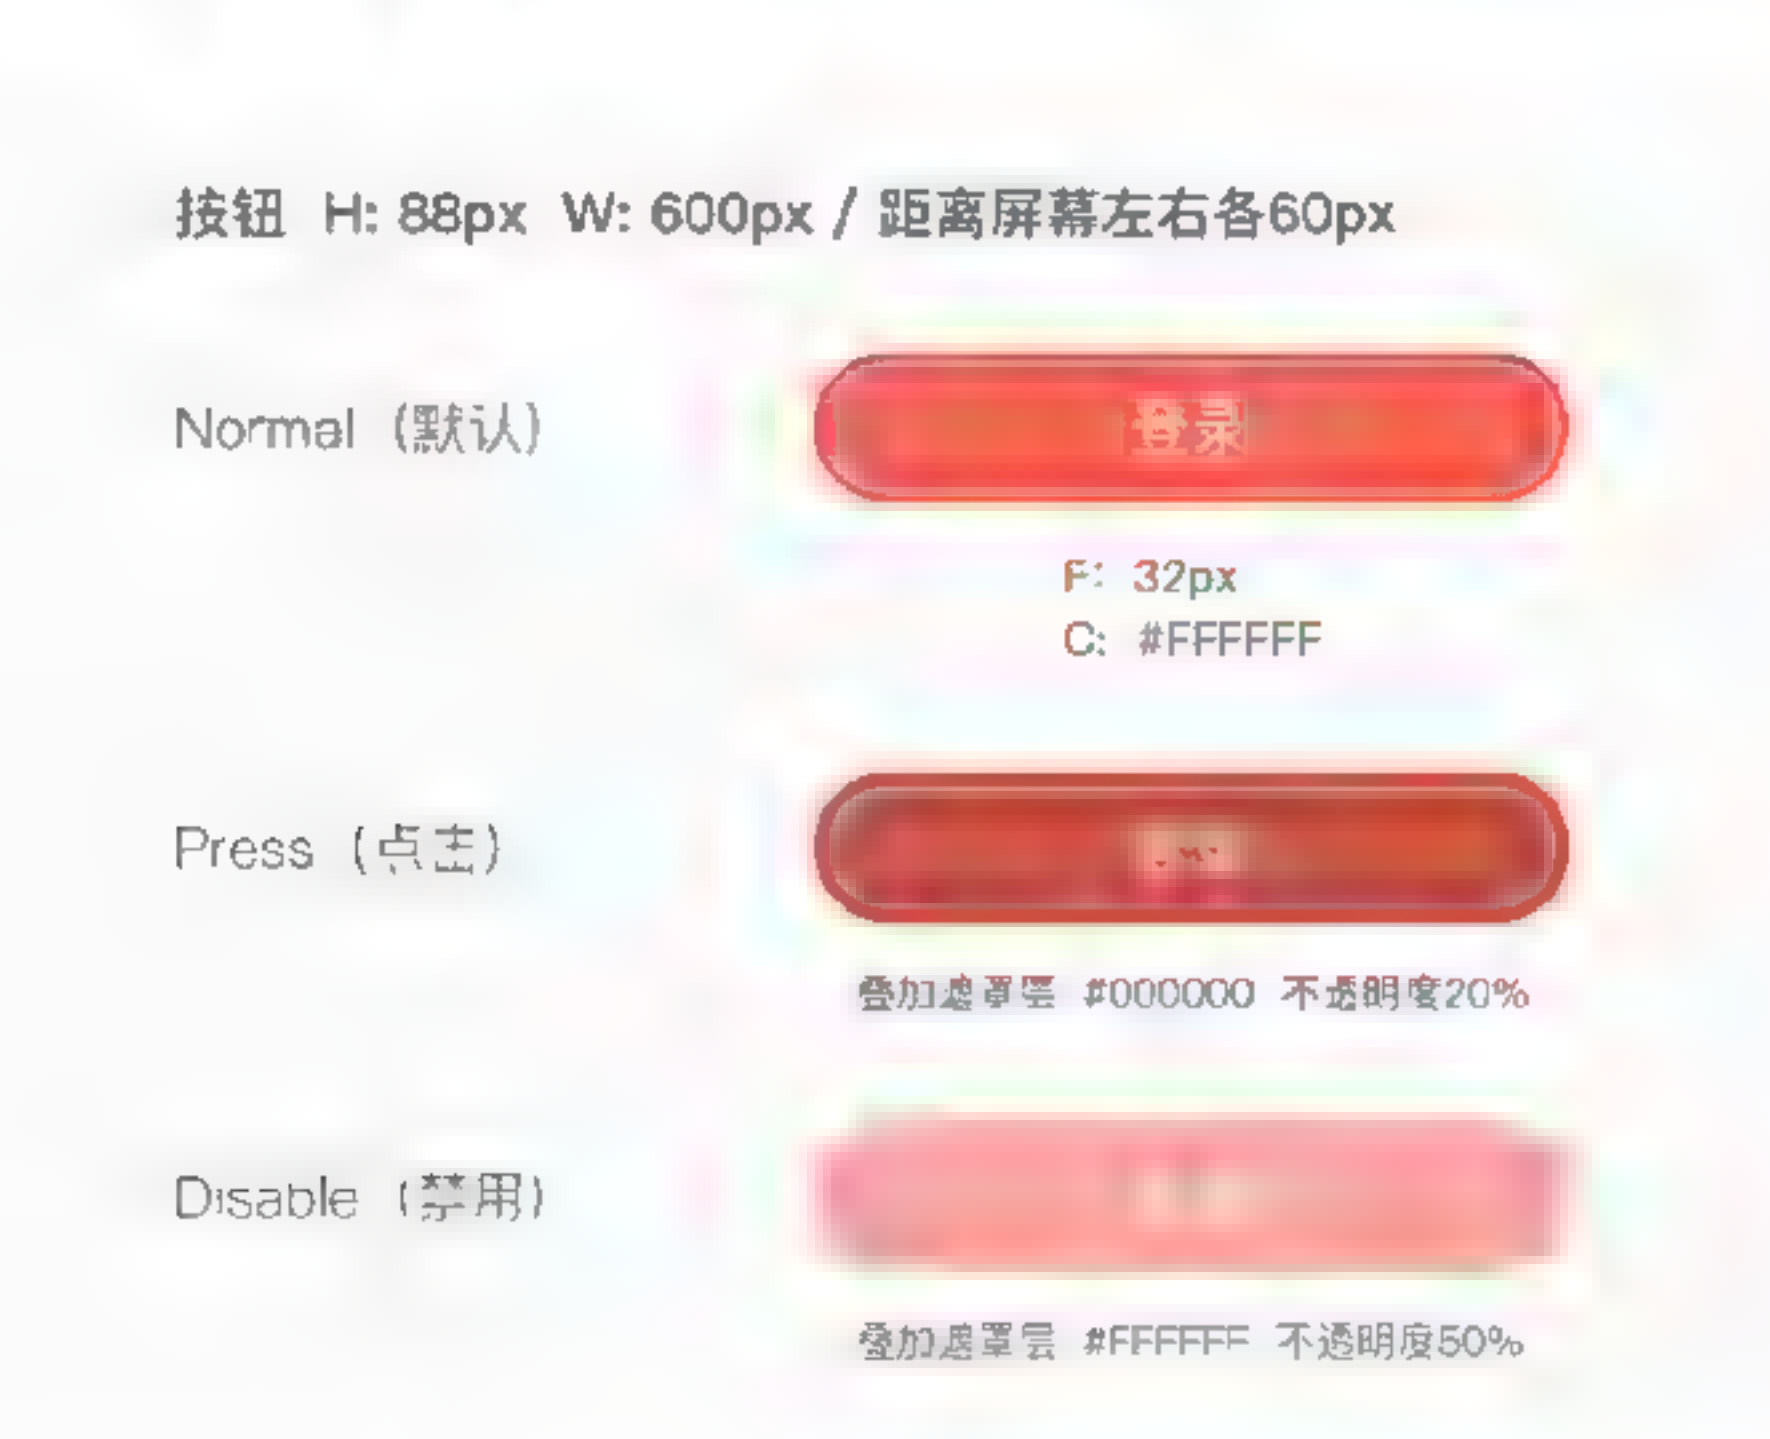 按钮 H: 88px W: 600px / 距离屏幕左右各60px
Normal (默认)
登录
F: 32px
C: #FFFFFF
Press (点击)
叠加遮罩层 #000000 不透明度20%
Disable (禁用)
叠加遮罩层 #FFFFFF 不透明度50%